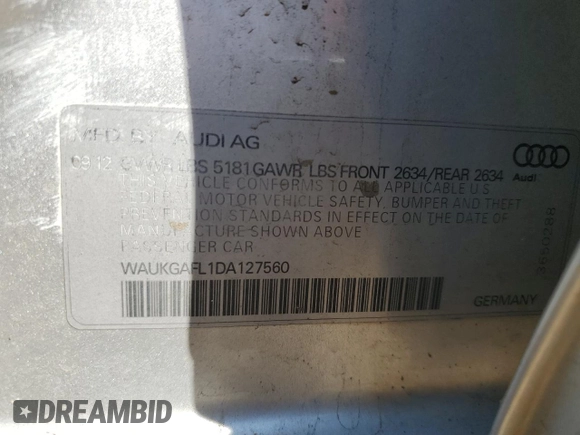 MFD BY AUDI AG
09 12 GVWR LBS 5181 GAWR LBS FRONT 2634/REAR 2634
THIS VEHICLE CONFORMS TO ALL APPLICABLE U.S.
FEDERAL MOTOR VEHICLE SAFETY, BUMPER AND THEFT
PREVENTION STANDARDS IN EFFECT ON THE DATE OF
MANUFACTURE SHOWN ABOVE
PASSENGER CAR
WAUKGAFL1DA127560
Audi
GERMANY
DREAMBID